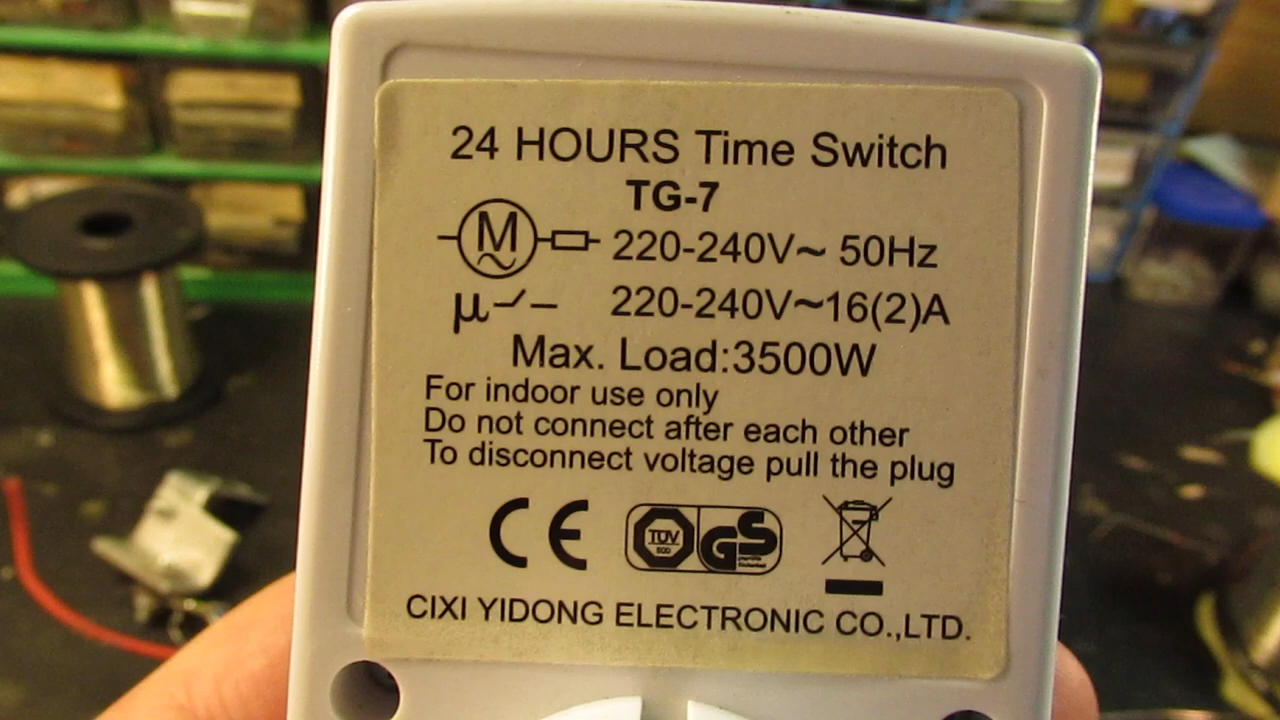 24 HOURS Time Switch
TG-7
M 220-240V~ 50Hz
µ 220-240V~16(2)A
Max. Load:3500W
For indoor use only
Do not connect after each other
To disconnect voltage pull the plug
CE TÜV GS
CIXI YIDONG ELECTRONIC CO.,LTD.